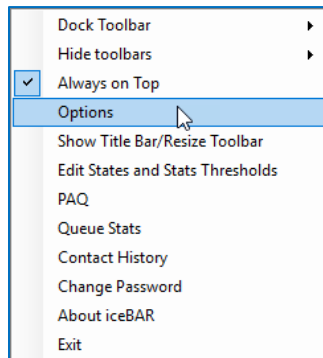 Dock Toolbar
Hide toolbars
Always on Top
Options
Show Title Bar/Resize Toolbar
Edit States and Stats Thresholds
PAQ
Queue Stats
Contact History
Change Password
About iceBAR
Exit